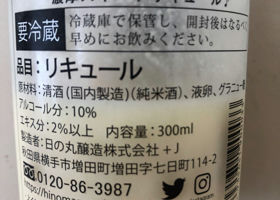 要冷蔵
冷蔵庫で保管し、開封後はなるべく
早めにお飲みください。
品目：リキュール
原材料：清酒（国内製造）（純米酒）、液卵、グラニュー
アルコール分：10%
エキス分：2%以上 内容量：300ml
製造者：日の丸醸造株式会社＋J
秋田県横手市増田町増田字七日町114-2
0120-86-3987
https://hinom